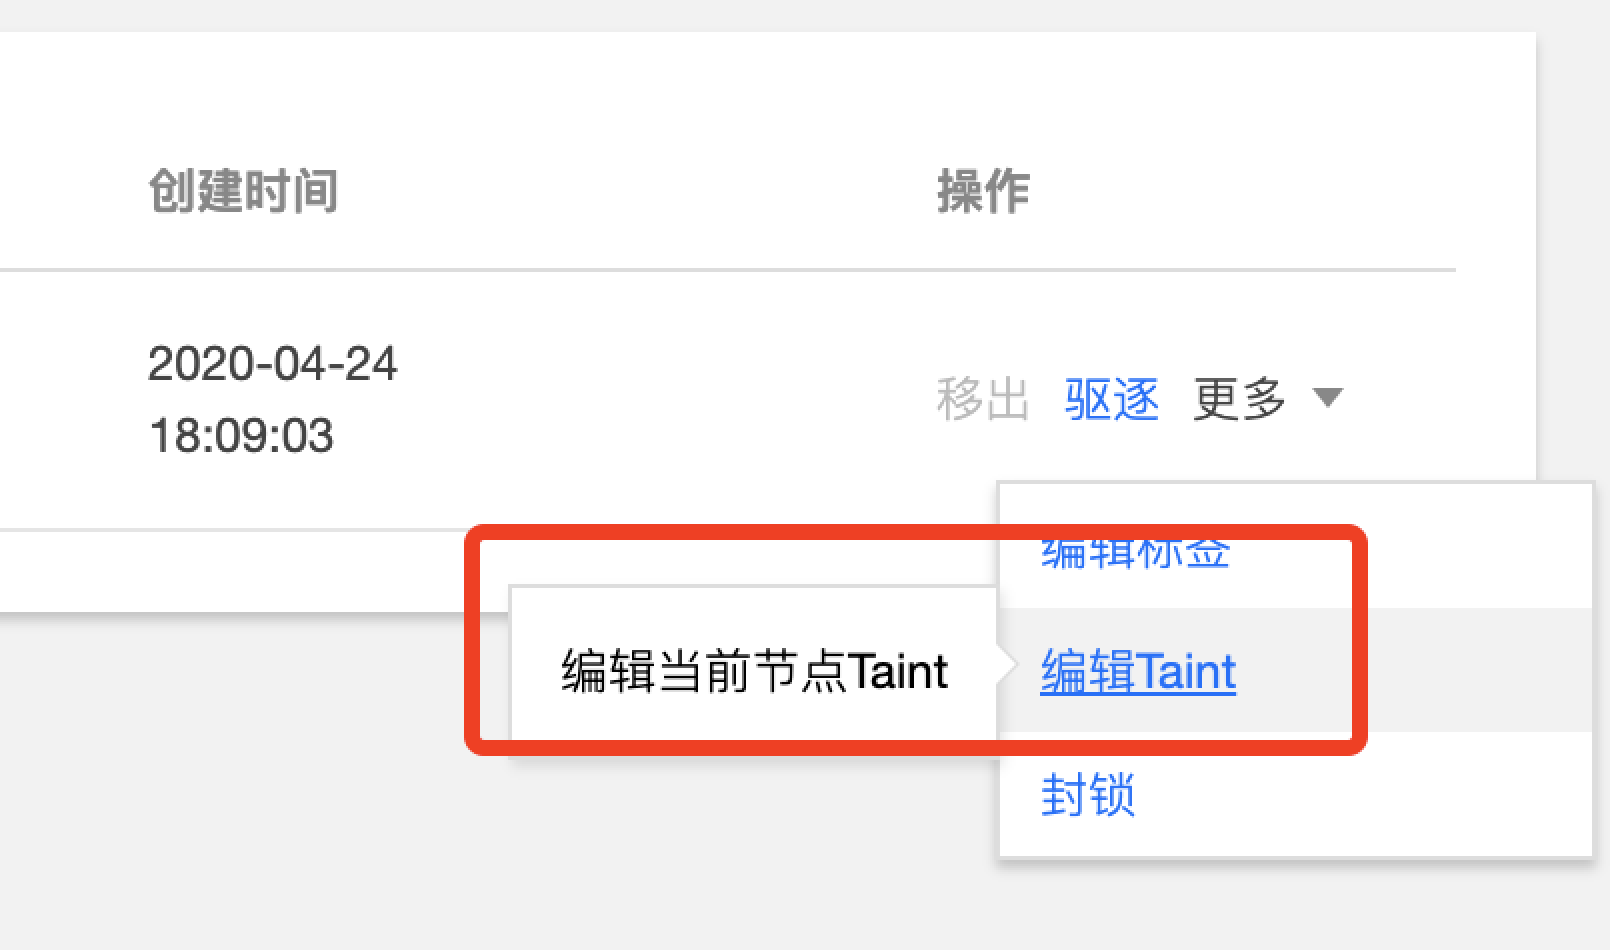 创建时间 操作
2020-04-24
18:09:03
移出 驱逐 更多
编辑标签
编辑当前节点Taint
编辑Taint
封锁